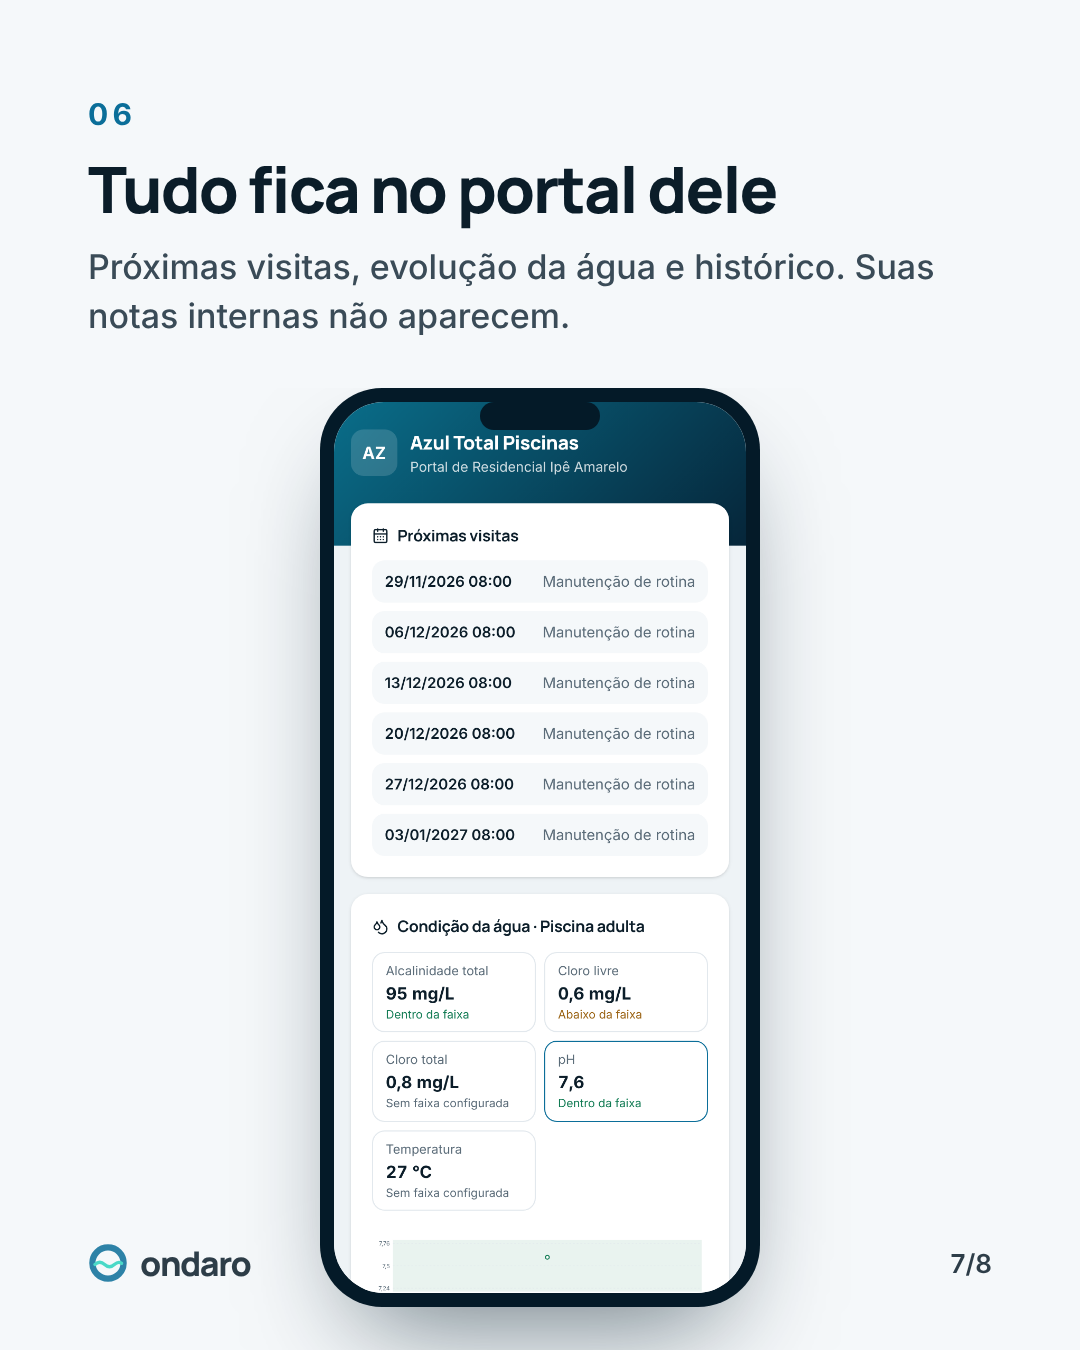 06
Tudo fica no portal dele
Próximas visitas, evolução da água e histórico. Suas
notas internas não aparecem.
AZ
Azul Total Piscinas
Portal de Residencial Ipê Amarelo
Próximas visitas
29/11/2026 08:00 Manutenção de rotina
06/12/2026 08:00 Manutenção de rotina
13/12/2026 08:00 Manutenção de rotina
20/12/2026 08:00 Manutenção de rotina
27/12/2026 08:00 Manutenção de rotina
03/01/2027 08:00 Manutenção de rotina
Condição da água · Piscina adulta
Alcalinidade total
95 mg/L
Dentro da faixa
Cloro livre
0,6 mg/L
Abaixo da faixa
Cloro total
0,8 mg/L
Sem faixa configurada
pH
7,6
Dentro da faixa
Temperatura
27 °C
Sem faixa configurada
7,76
7,5
7,24
ondaro
7/8